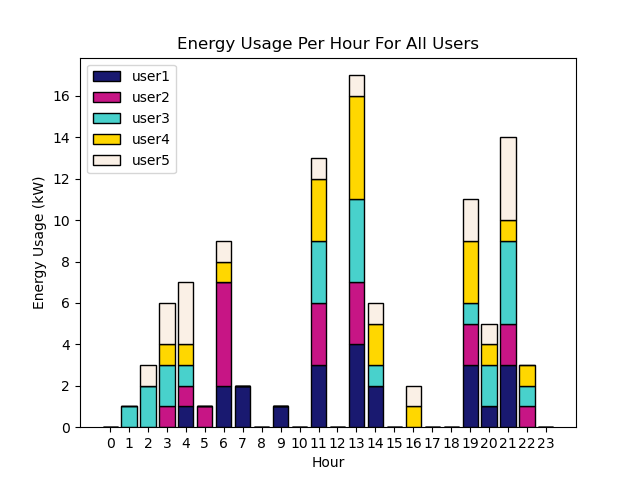 Energy Usage Per Hour For All Users
user1
user2
user3
user4
user5
Energy Usage (kW)
16
14
12
10
8
6
4
2
0
0 1 2 3 4 5 6 7 8 9 10 11 12 13 14 15 16 17 18 19 20 21 22 23
Hour